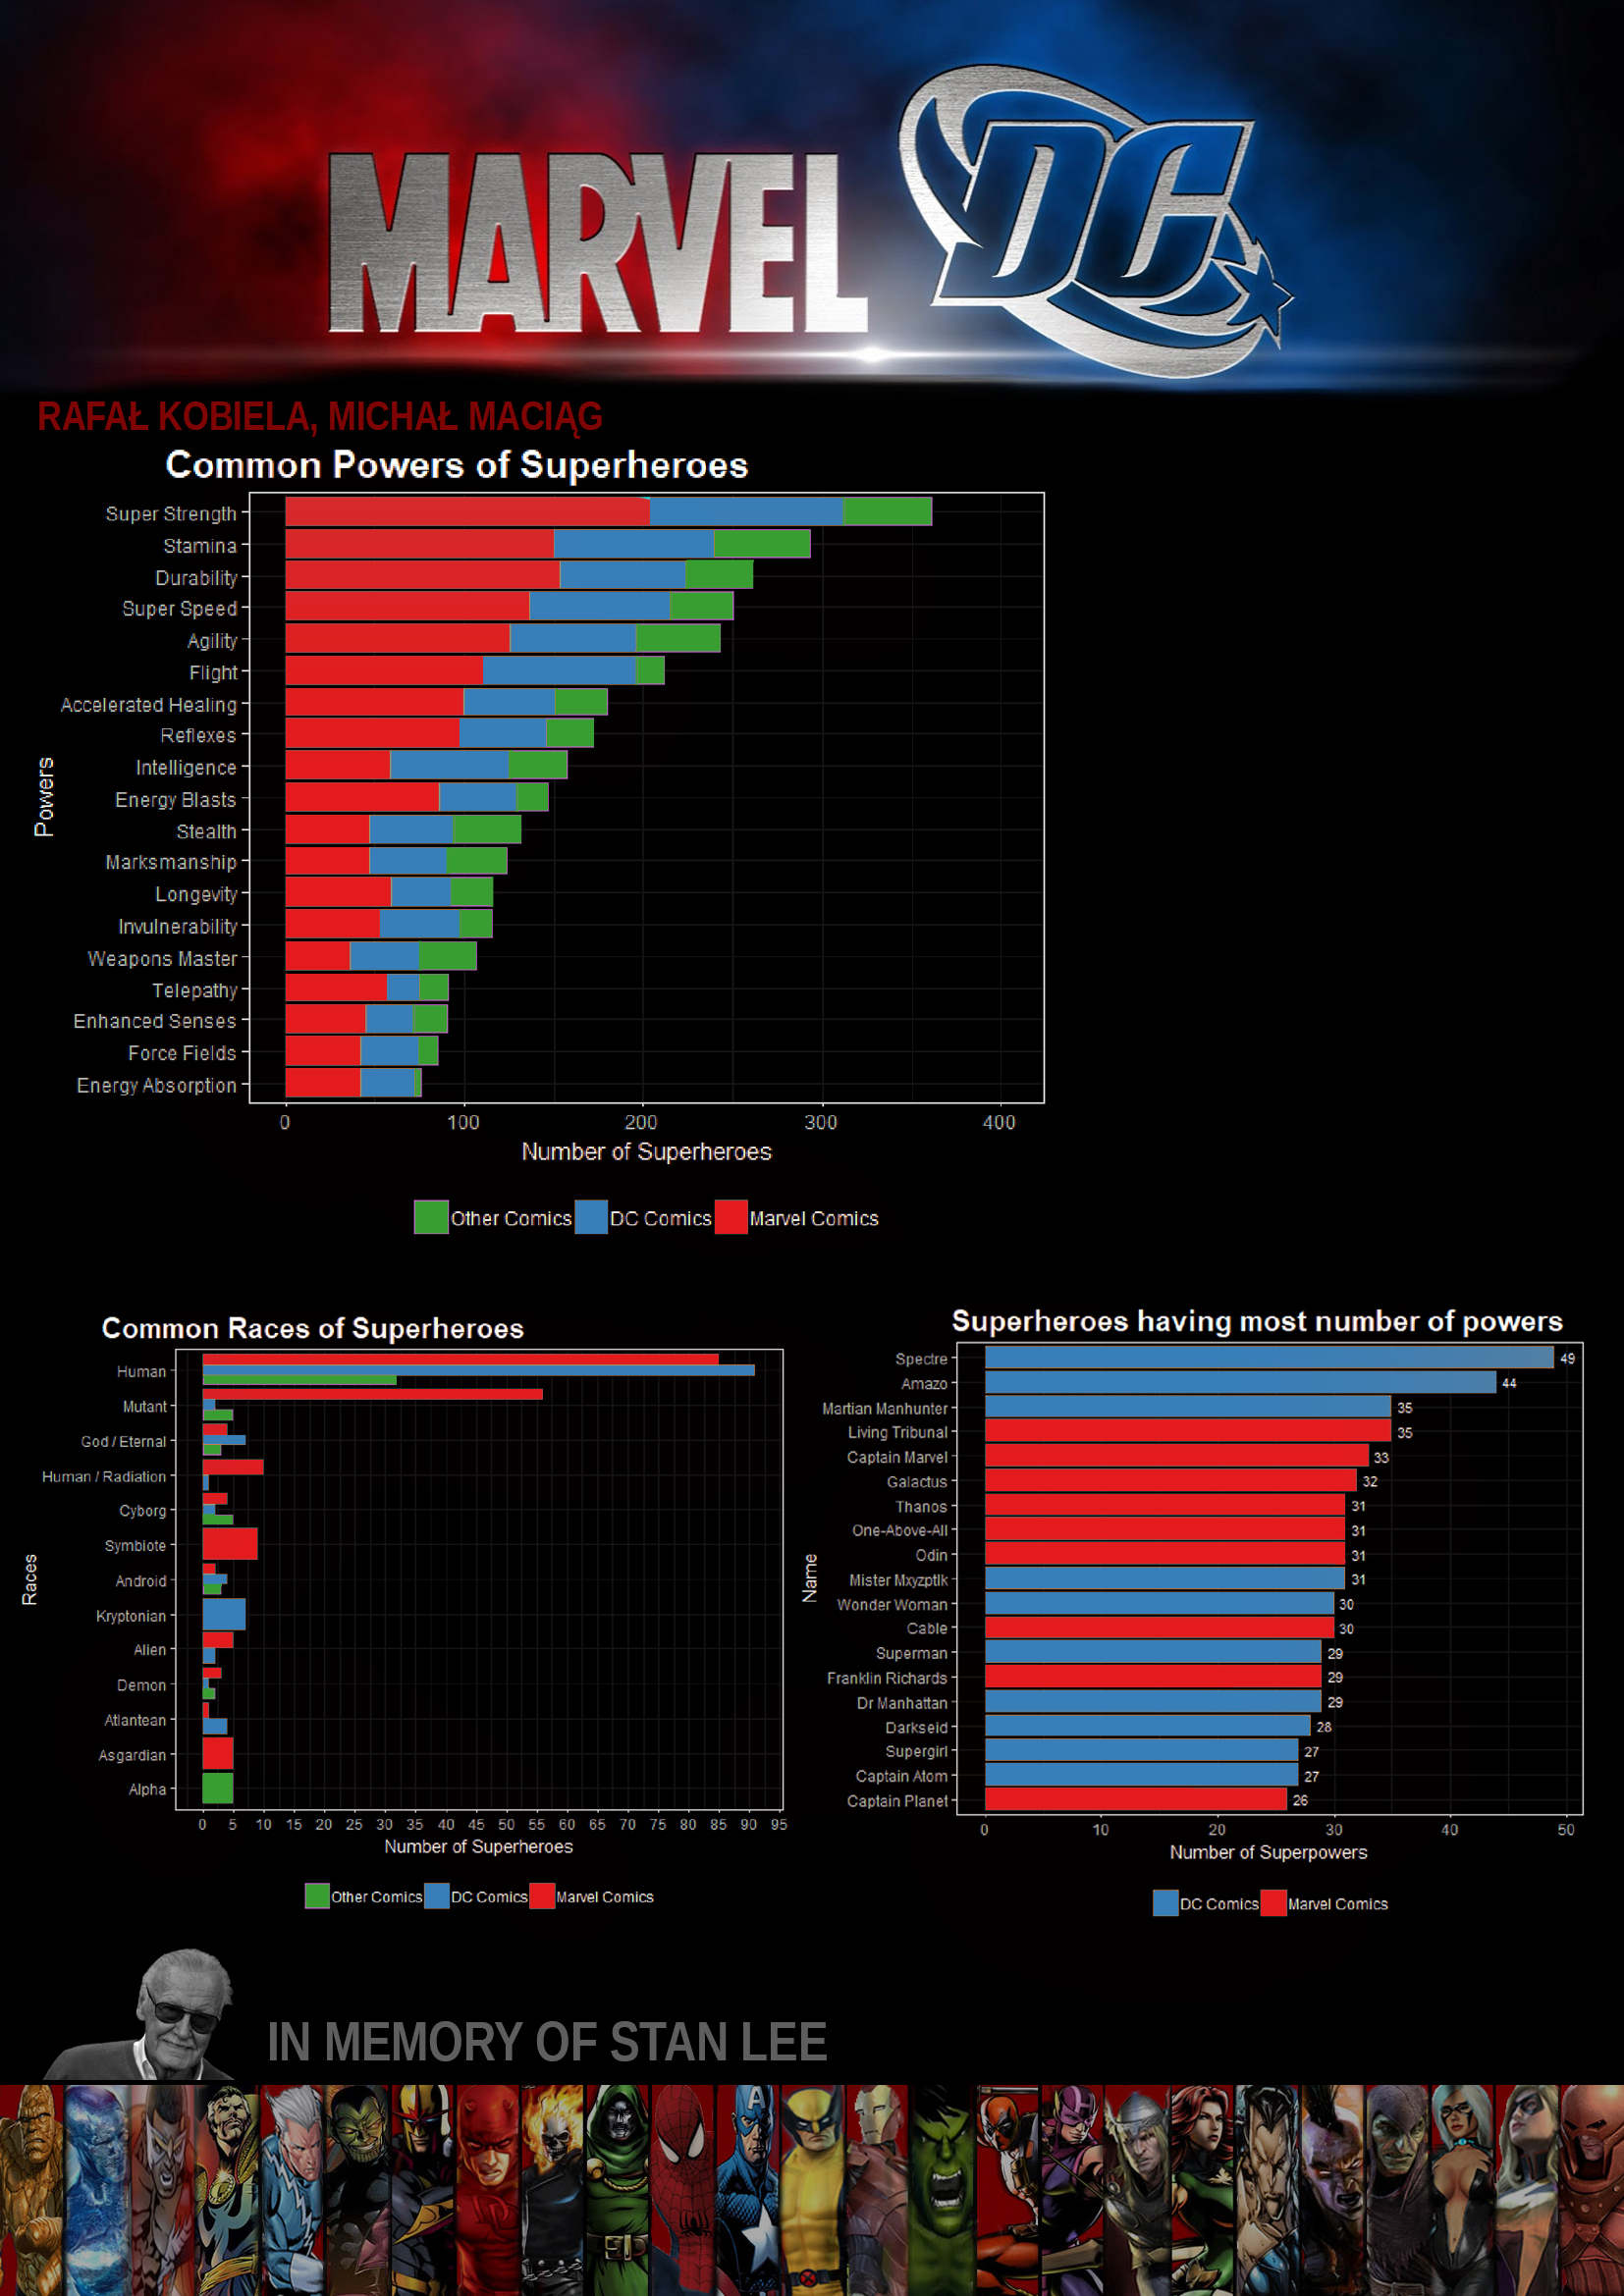 MARVEL
DC
RAFAŁ KOBIELA, MICHAŁ MACIĄG
Common Powers of Superheroes
Powers
Super Strength
Stamina
Durability
Super Speed
Agility
Flight
Accelerated Healing
Reflexes
Intelligence
Energy Blasts
Stealth
Marksmanship
Longevity
Invulnerability
Weapons Master
Telepathy
Enhanced Senses
Force Fields
Energy Absorption
0 100 200 300 400
Number of Superheroes
Other Comics DC Comics Marvel Comics
Common Races of Superheroes
Races
Human
Mutant
God / Eternal
Human / Radiation
Cyborg
Symbiote
Android
Kryptonian
Alien
Demon
Atlantean
Asgardian
Alpha
0 5 10 15 20 25 30 35 40 45 50 55 60 65 70 75 80 85 90 95
Number of Superheroes
Other Comics DC Comics Marvel Comics
Superheroes having most number of powers
Name
Spectre 49
Amazo 44
Martian Manhunter 35
Living Tribunal 35
Captain Marvel 33
Galactus 32
Thanos 31
One-Above-All 31
Odin 31
Mister Mxyzptlk 31
Wonder Woman 30
Cable 30
Superman 29
Franklin Richards 29
Dr Manhattan 29
Darkseid 28
Supergirl 27
Captain Atom 27
Captain Planet 26
0 10 20 30 40 50
Number of Superpowers
DC Comics Marvel Comics
IN MEMORY OF STAN LEE
A